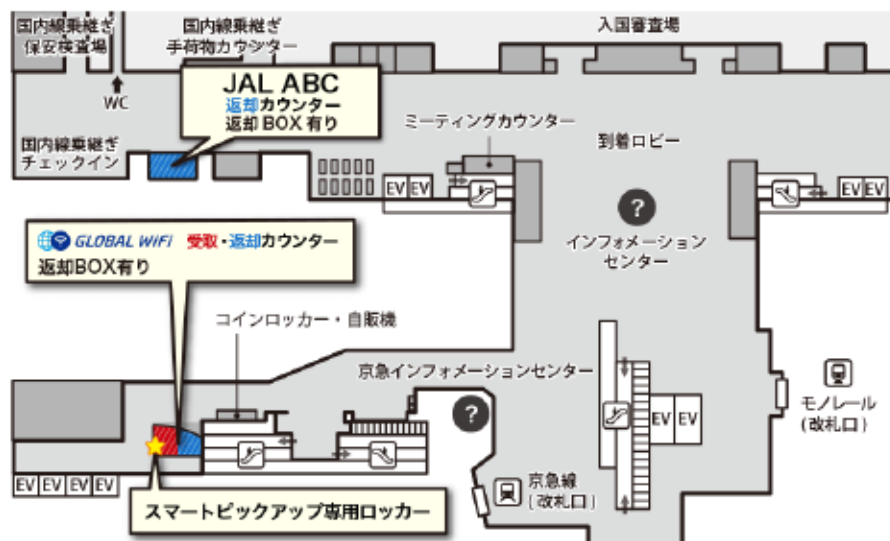 国内線乗継ぎ
保安検査場
国内線乗継ぎ
手荷物カウンター
入国審査場
WC
JAL ABC
返却カウンター
返却BOX有り
ミーティングカウンター
到着ロビー
国内線乗継ぎ
チェックイン
EV EV
EV EV
?
インフォメーション
センター
GLOBAL WiFi 受取・返却カウンター
返却BOX有り
コインロッカー・自販機
京急インフォメーションセンター
?
EV EV
モノレール
(改札口)
EV EV EV EV
京急線
(改札口)
スマートピックアップ専用ロッカー